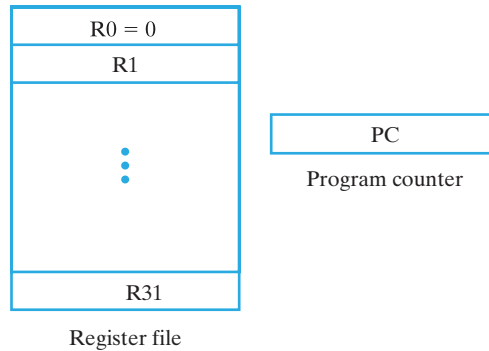 R0 = 0
R1
PC
Program counter
R31
Register file